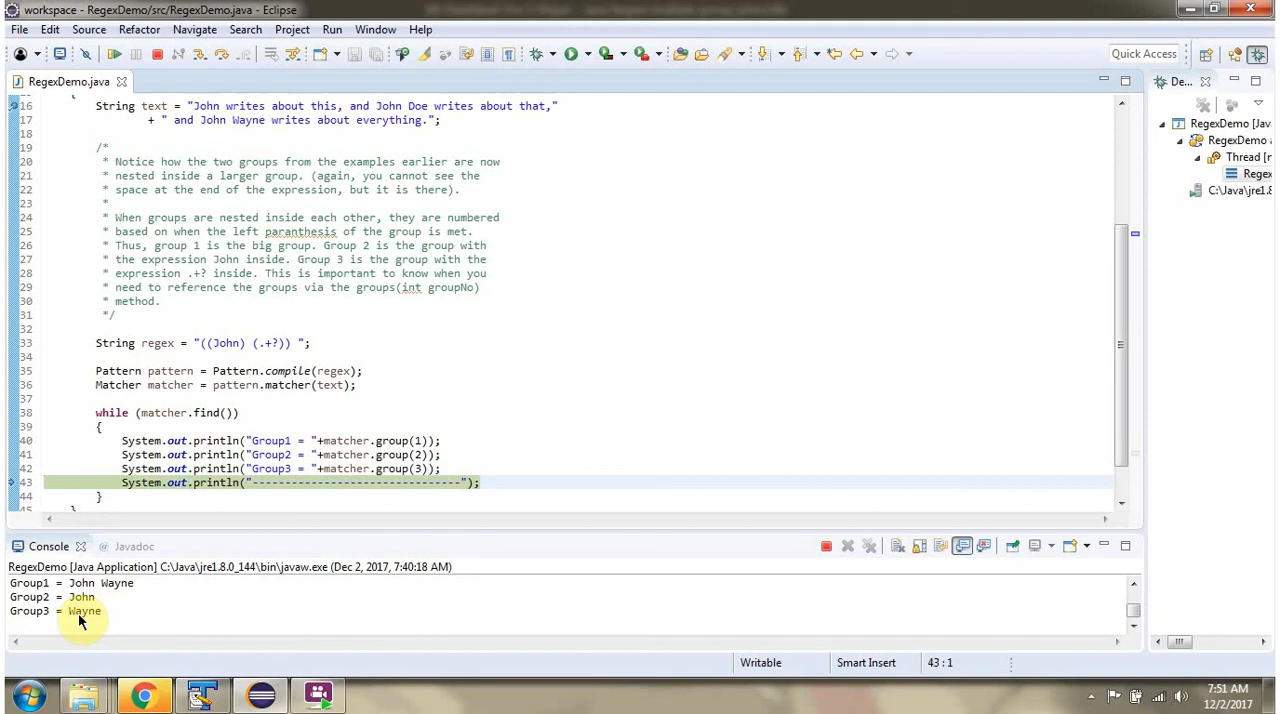 workspace - RegexDemo/src/RegexDemo.java - Eclipse
File Edit Source Refactor Navigate Search Project Run Window Help
Quick Access
RegexDemo.java
De...
16 String text = "John writes about this, and John Doe writes about that,"
17 + " and John Wayne writes about everything.";
18
19 /*
20 * Notice how the two groups from the examples earlier are now
21 * nested inside a larger group. (again, you cannot see the
22 * space at the end of the expression, but it is there).
23 *
24 * When groups are nested inside each other, they are numbered
25 * based on when the left paranthesis of the group is met.
26 * Thus, group 1 is the big group. Group 2 is the group with
27 * the expression John inside. Group 3 is the group with the
28 * expression .+? inside. This is important to know when you
29 * need to reference the groups via the groups(int groupNo)
30 * method.
31 */
32
33 String regex = "((John) (.+?)) ";
34
35 Pattern pattern = Pattern.compile(regex);
36 Matcher matcher = pattern.matcher(text);
37
38 while (matcher.find())
39 {
40 System.out.println("Group1 = "+matcher.group(1));
41 System.out.println("Group2 = "+matcher.group(2));
42 System.out.println("Group3 = "+matcher.group(3));
43 System.out.println("--------------------------------");
44 }
45 }
RegexDemo [Jav
RegexDemo a
Thread [
Regex
C:\Java\jre1.8
Console Javadoc
RegexDemo [Java Application] C:\Java\jre1.8.0_144\bin\javaw.exe (Dec 2, 2017, 7:40:18 AM)
Group1 = John Wayne
Group2 = John
Group3 = Wayne
Writable Smart Insert 43 : 1
7:51 AM
12/2/2017